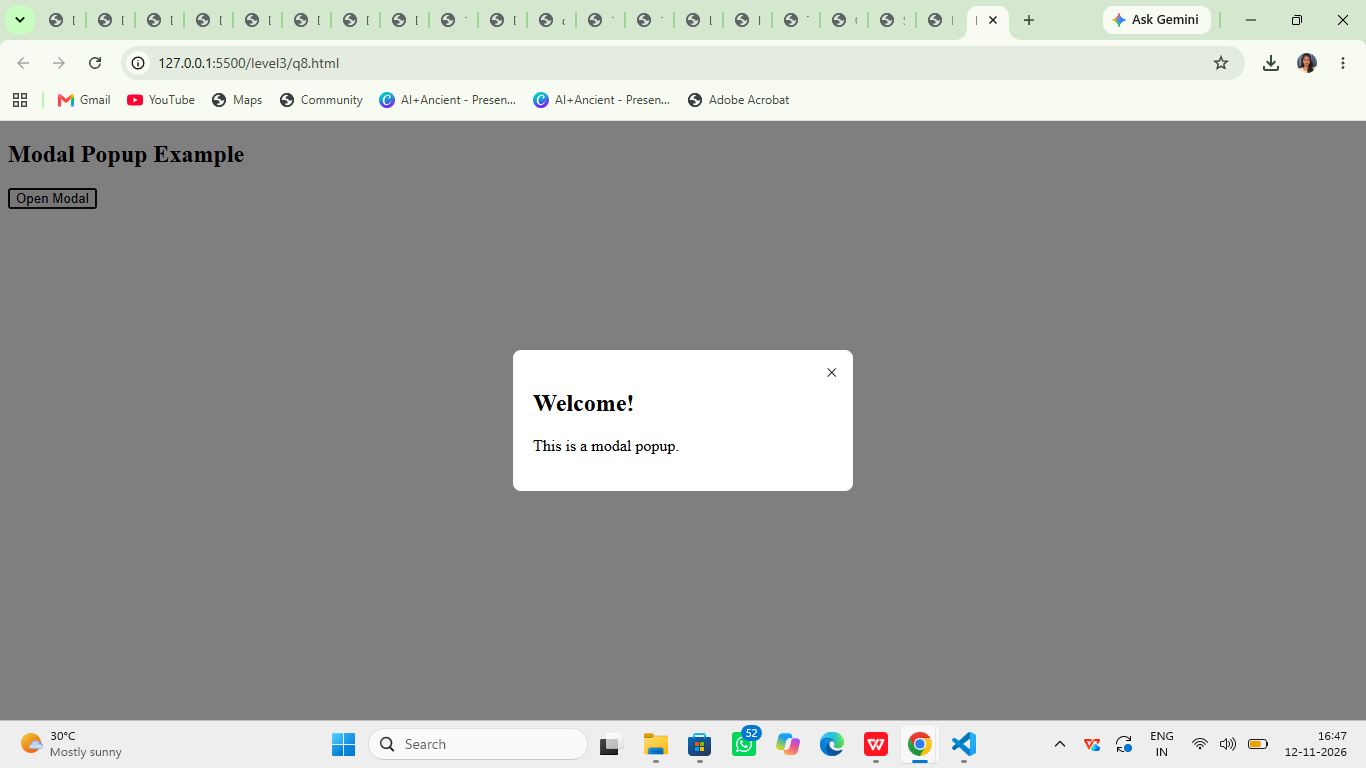 Ask Gemini
127.0.0.1:5500/level3/q8.html
Gmail YouTube Maps Community AI+Ancient - Presen... AI+Ancient - Presen... Adobe Acrobat
Modal Popup Example
Open Modal
×
Welcome!
This is a modal popup.
30°C
Mostly sunny
Search
52
ENG
IN
16:47
12-11-2026